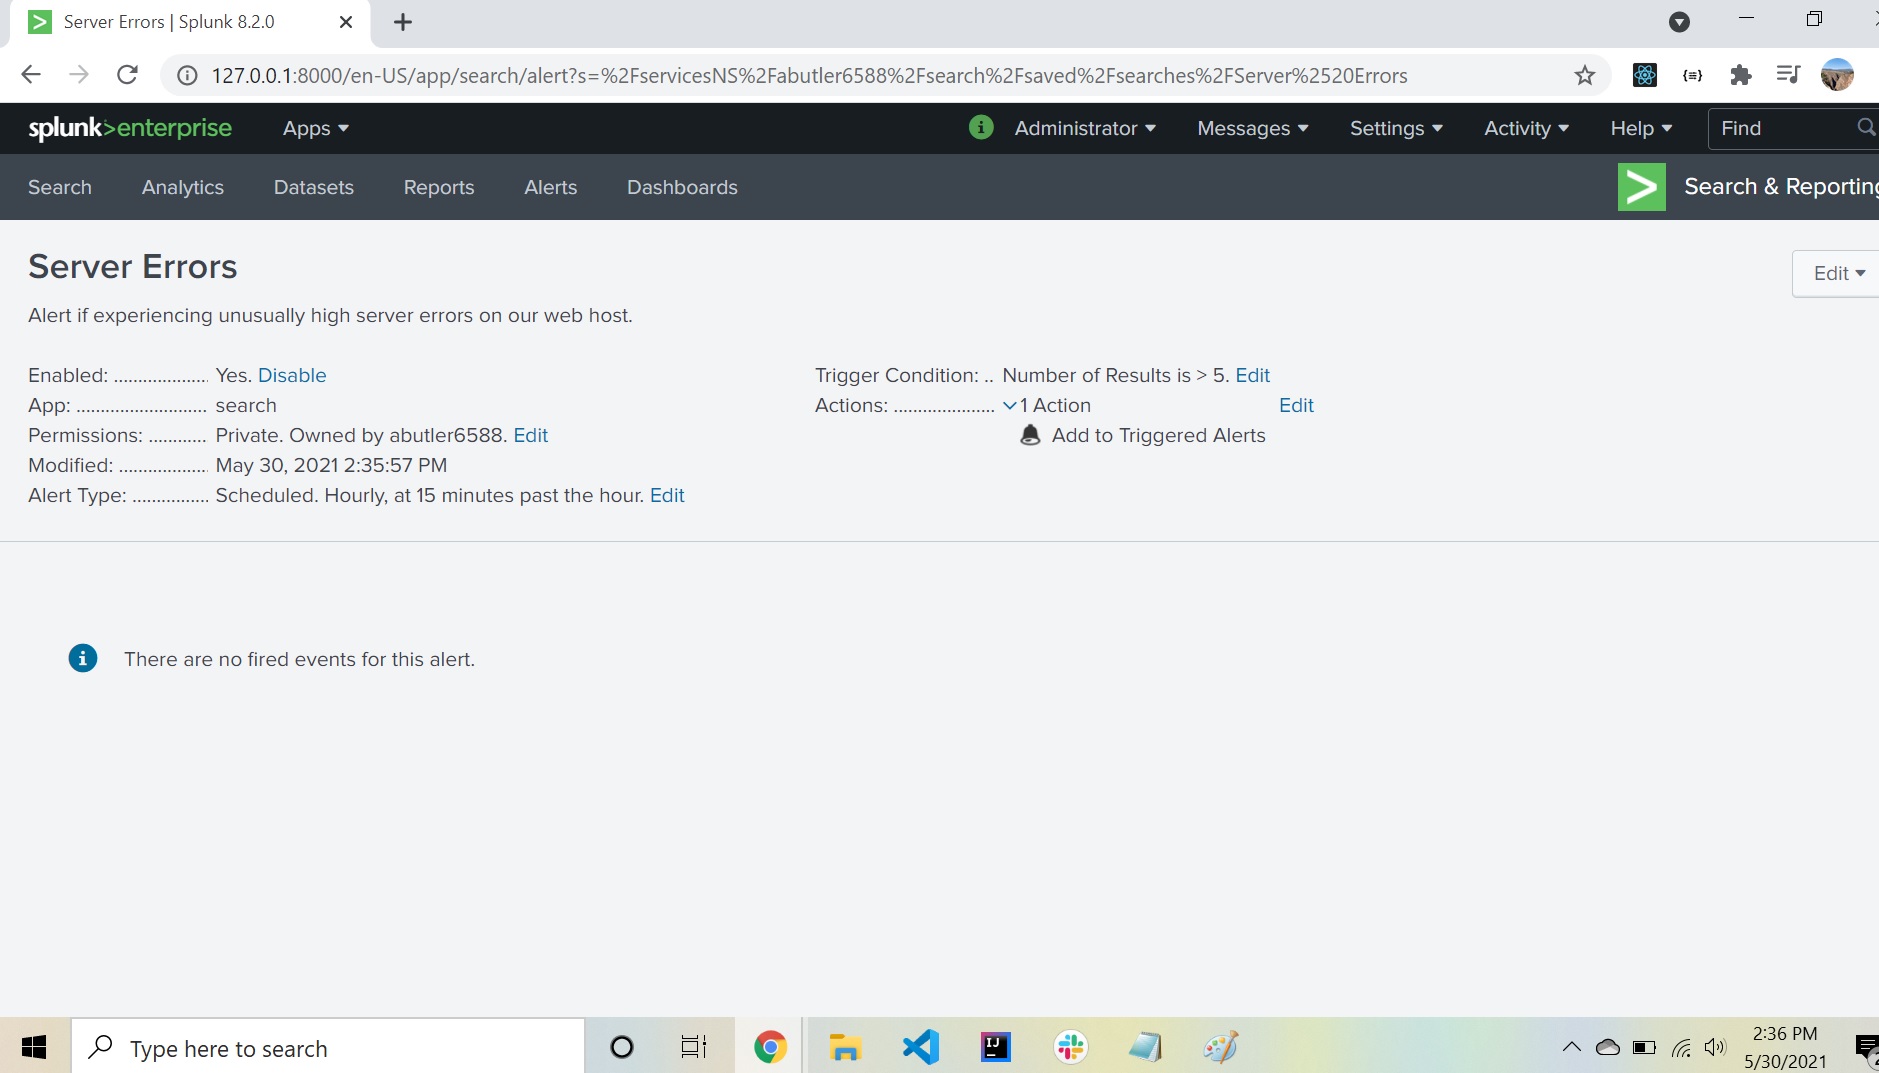 Server Errors | Splunk 8.2.0
127.0.0.1:8000/en-US/app/search/alert?s=%2FservicesNS%2Fabutler6588%2Fsearch%2Fsaved%2Fsearches%2FServer%2520Errors
splunk>enterprise Apps Administrator Messages Settings Activity Help Find
Search Analytics Datasets Reports Alerts Dashboards Search & Reporting
Server Errors
Edit
Alert if experiencing unusually high server errors on our web host.
Enabled: ................... Yes. Disable
App: ........................... search
Permissions: ............ Private. Owned by abutler6588. Edit
Modified: ................... May 30, 2021 2:35:57 PM
Alert Type: ................ Scheduled. Hourly, at 15 minutes past the hour. Edit
Trigger Condition: .. Number of Results is > 5. Edit
Actions: ..................... 1 Action Edit
Add to Triggered Alerts
There are no fired events for this alert.
Type here to search
IJ
2:36 PM
5/30/2021